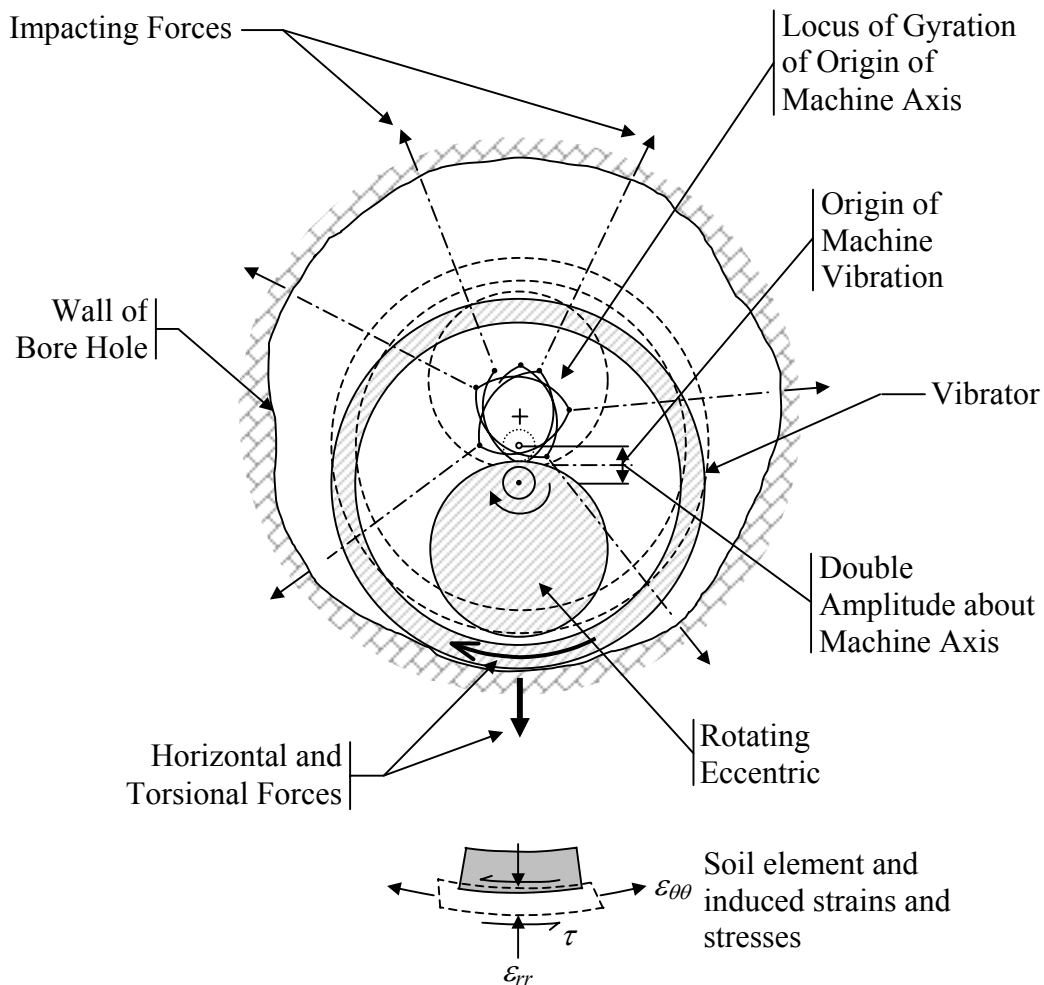 Impacting Forces
Locus of Gyration
of Origin of
Machine Axis
Origin of
Machine
Vibration
Wall of
Bore Hole
Vibrator
Double
Amplitude about
Machine Axis
Horizontal and
Torsional Forces
Rotating
Eccentric
Soil element and
induced strains and
stresses
εθθ
τ
εrr